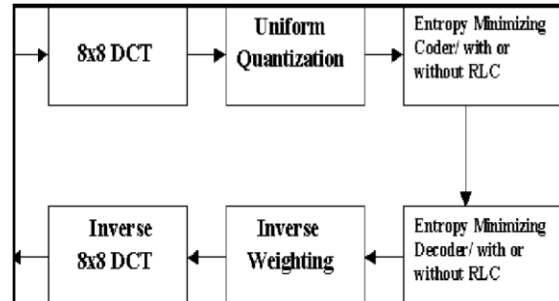 8x8 DCT
Uniform
Quantization
Entropy Minimizing
Coder/ with or
without RLC
Inverse
8x8 DCT
Inverse
Weighting
Entropy Minimizing
Decoder/ with or
without RLC